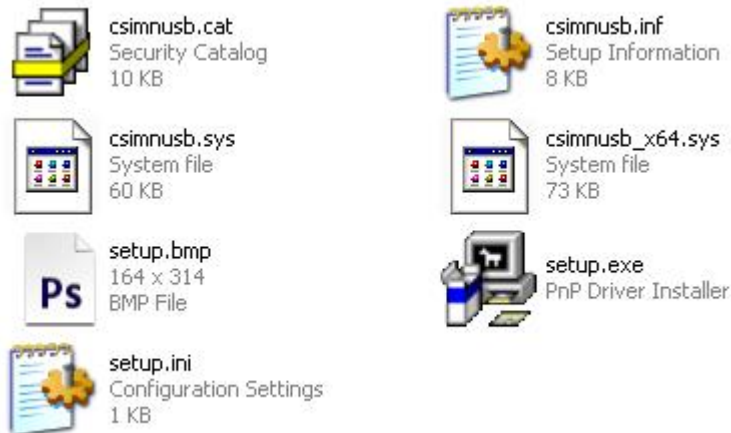 csimnusb.cat
Security Catalog
10 KB
csimnusb.inf
Setup Information
8 KB
csimnusb.sys
System file
60 KB
csimnusb_x64.sys
System file
73 KB
Ps
setup.bmp
164 x 314
BMP File
setup.exe
PnP Driver Installer
setup.ini
Configuration Settings
1 KB